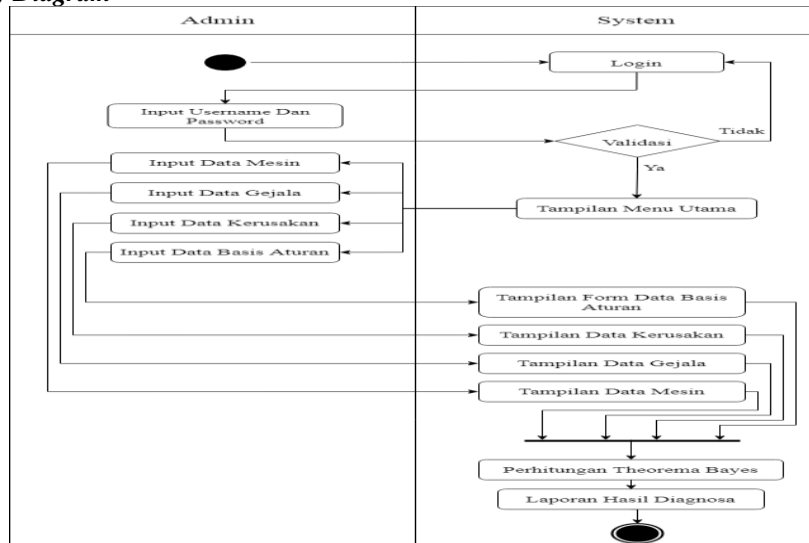 Diagram
Admin
System
Login
Input Username Dan
Password
Validasi
Tidak
Ya
Input Data Mesin
Input Data Gejala
Input Data Kerusakan
Input Data Basis Aturan
Tampilan Menu Utama
Tampilan Form Data Basis
Aturan
Tampilan Data Kerusakan
Tampilan Data Gejala
Tampilan Data Mesin
Perhitungan Theorema Bayes
Laporan Hasil Diagnosa